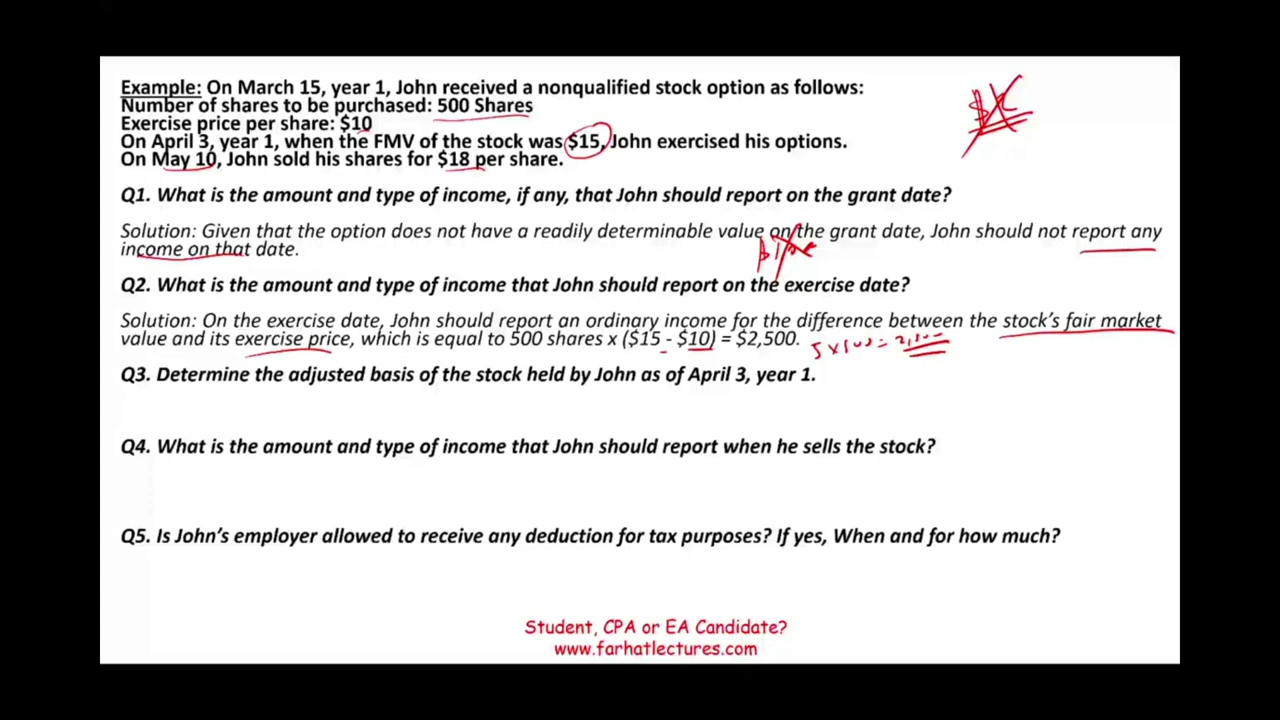 Example: On March 15, year 1, John received a nonqualified stock option as follows:
Number of shares to be purchased: 500 Shares
Exercise price per share: $10
On April 3, year 1, when the FMV of the stock was $15, John exercised his options.
On May 10, John sold his shares for $18 per share.
Q1. What is the amount and type of income, if any, that John should report on the grant date?
Solution: Given that the option does not have a readily determinable value on the grant date, John should not report any
income on that date.
Q2. What is the amount and type of income that John should report on the exercise date?
Solution: On the exercise date, John should report an ordinary income for the difference between the stock's fair market
value and its exercise price, which is equal to 500 shares x ($15 - $10) = $2,500. 5 x 500 = 2,500
Q3. Determine the adjusted basis of the stock held by John as of April 3, year 1.
Q4. What is the amount and type of income that John should report when he sells the stock?
Q5. Is John's employer allowed to receive any deduction for tax purposes? If yes, When and for how much?
Student, CPA or EA Candidate?
www.farhatlectures.com